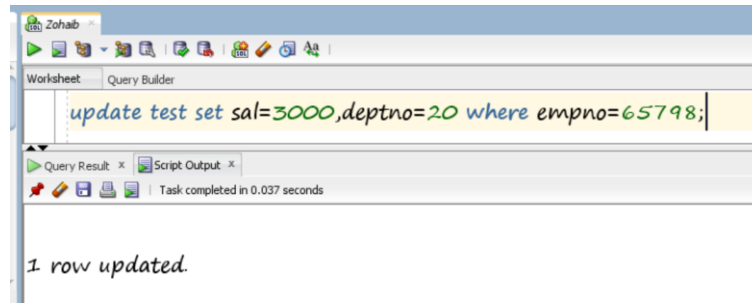 Zohaib
Worksheet Query Builder
update test set sal=3000,deptno=20 where empno=65798;
Query Result x Script Output x
Task completed in 0.037 seconds
1 row updated.